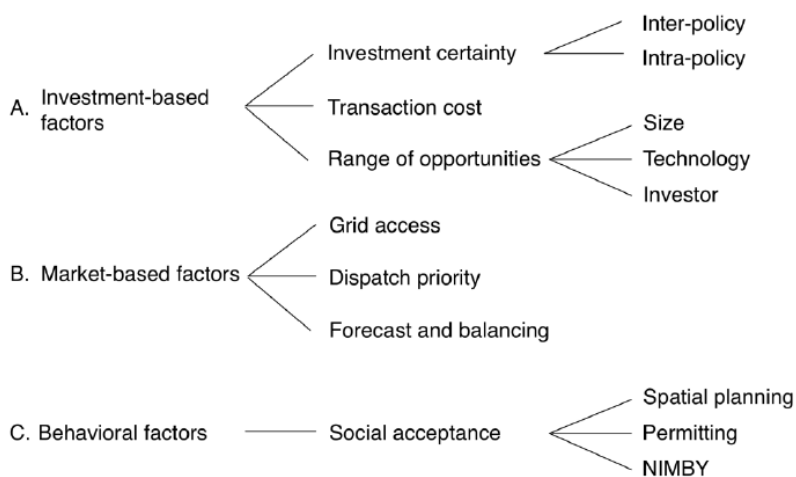 Inter-policy
Investment certainty
Intra-policy
A. Investment-based
factors
Transaction cost
Size
Range of opportunities
Technology
Investor
Grid access
B. Market-based factors
Dispatch priority
Forecast and balancing
Spatial planning
C. Behavioral factors
Social acceptance
Permitting
NIMBY